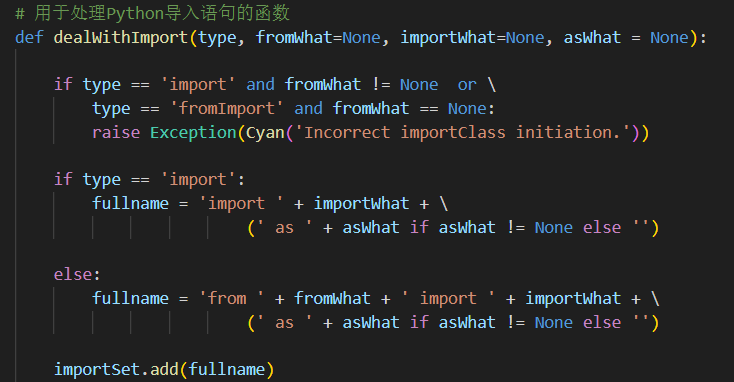 # 用于处理Python导入语句的函数
def dealWithImport(type, fromWhat=None, importWhat=None, asWhat = None):
if type == 'import' and fromWhat != None  or \
type == 'fromImport' and fromWhat == None:
raise Exception(Cyan('Incorrect importClass initiation.'))
if type == 'import':
fullname = 'import ' + importWhat + \
(' as ' + asWhat if asWhat != None else '')
else:
fullname = 'from ' + fromWhat + ' import ' + importWhat + \
(' as ' + asWhat if asWhat != None else '')
importSet.add(fullname)